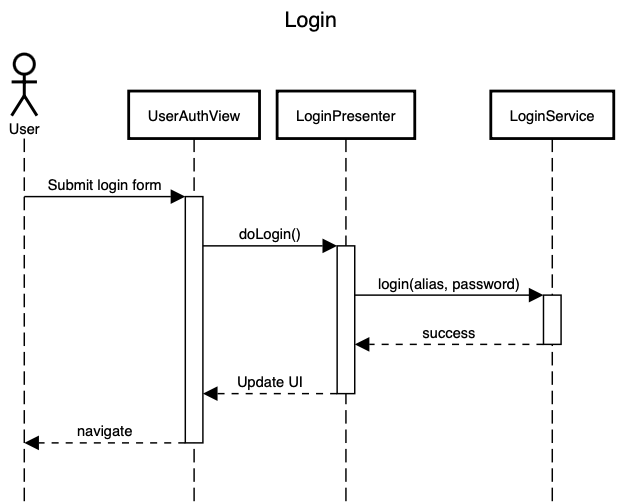 Login
User
UserAuthView
LoginPresenter
LoginService
Submit login form
doLogin()
login(alias, password)
success
Update UI
navigate